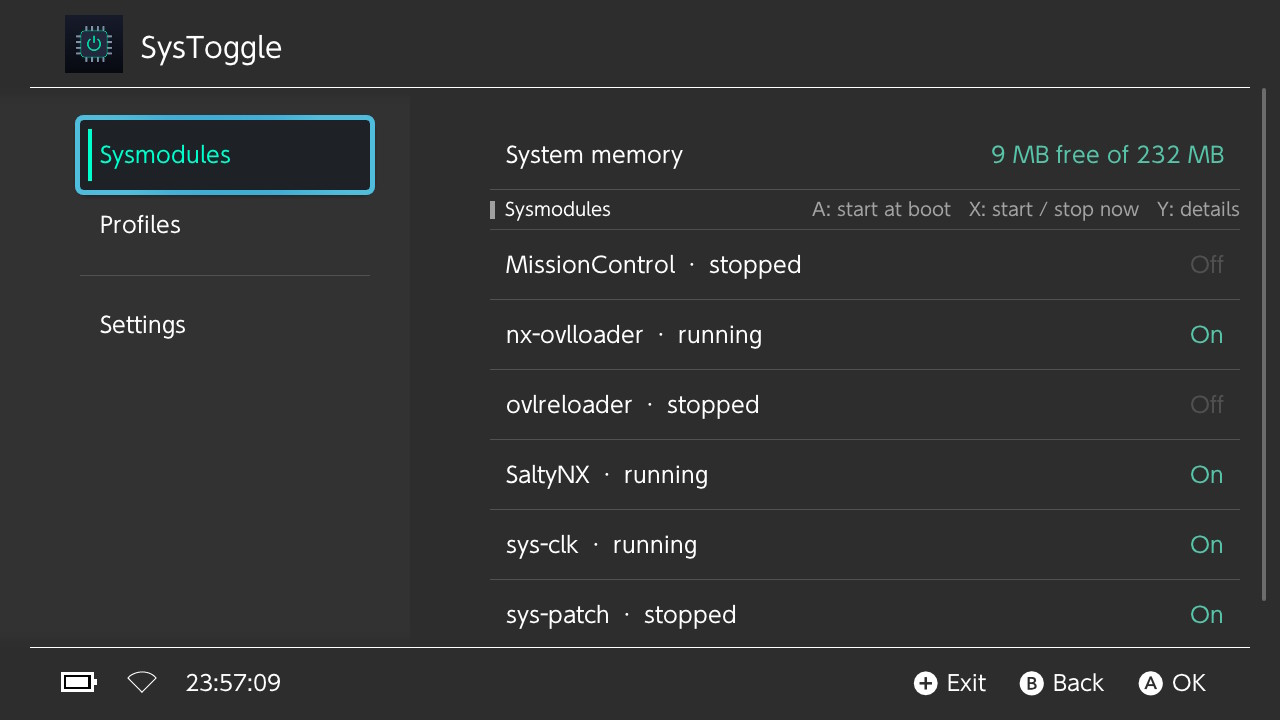 SysToggle
Sysmodules
Profiles
Settings
System memory 9 MB free of 232 MB
Sysmodules A: start at boot X: start / stop now Y: details
MissionControl · stopped Off
nx-ovlloader · running On
ovlreloader · stopped Off
SaltyNX · running On
sys-clk · running On
sys-patch · stopped On
23:57:09 + Exit B Back A OK